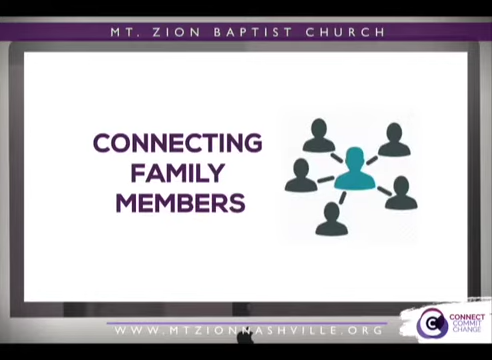 MT. ZION BAPTIST CHURCH
CONNECTING
FAMILY
MEMBERS
WWW.MTZIONNASHVILLE.ORG
CONNECT
COMMIT
CHANGE